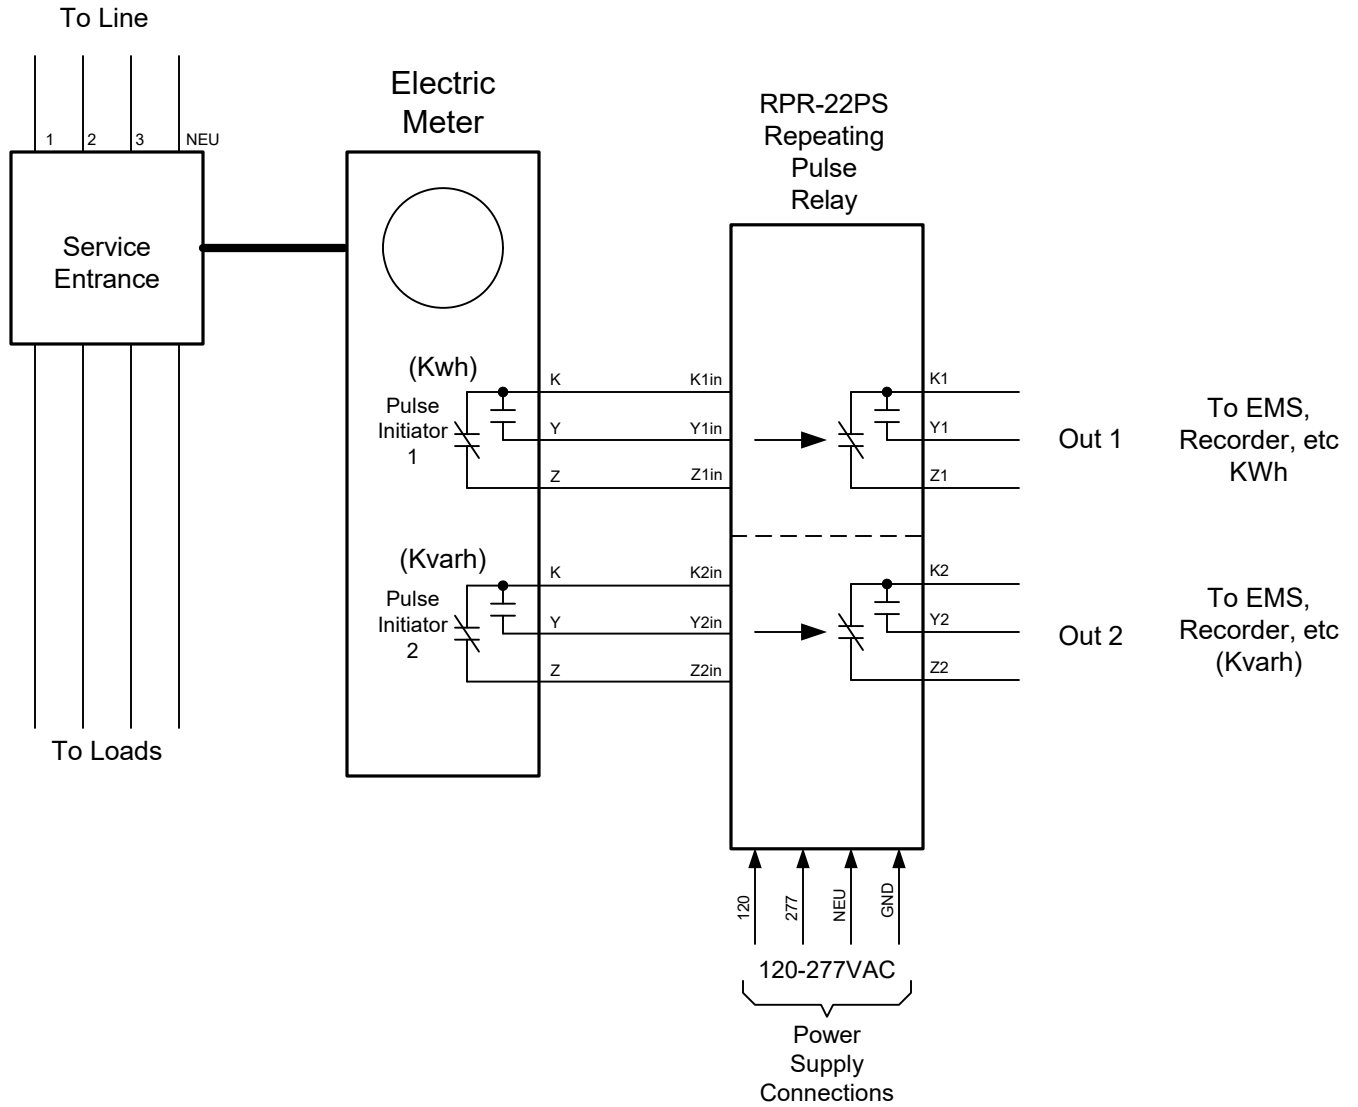 To Line
1
2
3
NEU
Service
Entrance
To Loads
Electric
Meter
(Kwh)
Pulse
Initiator
1
K
Y
Z
K1in
Y1in
Z1in
(Kvarh)
Pulse
Initiator
2
K
Y
Z
K2in
Y2in
Z2in
RPR-22PS
Repeating
Pulse
Relay
K1
Y1
Z1
Out 1
To EMS,
Recorder, etc
KWh
K2
Y2
Z2
Out 2
To EMS,
Recorder, etc
(Kvarh)
120
277
NEU
GND
120-277VAC
Power
Supply
Connections